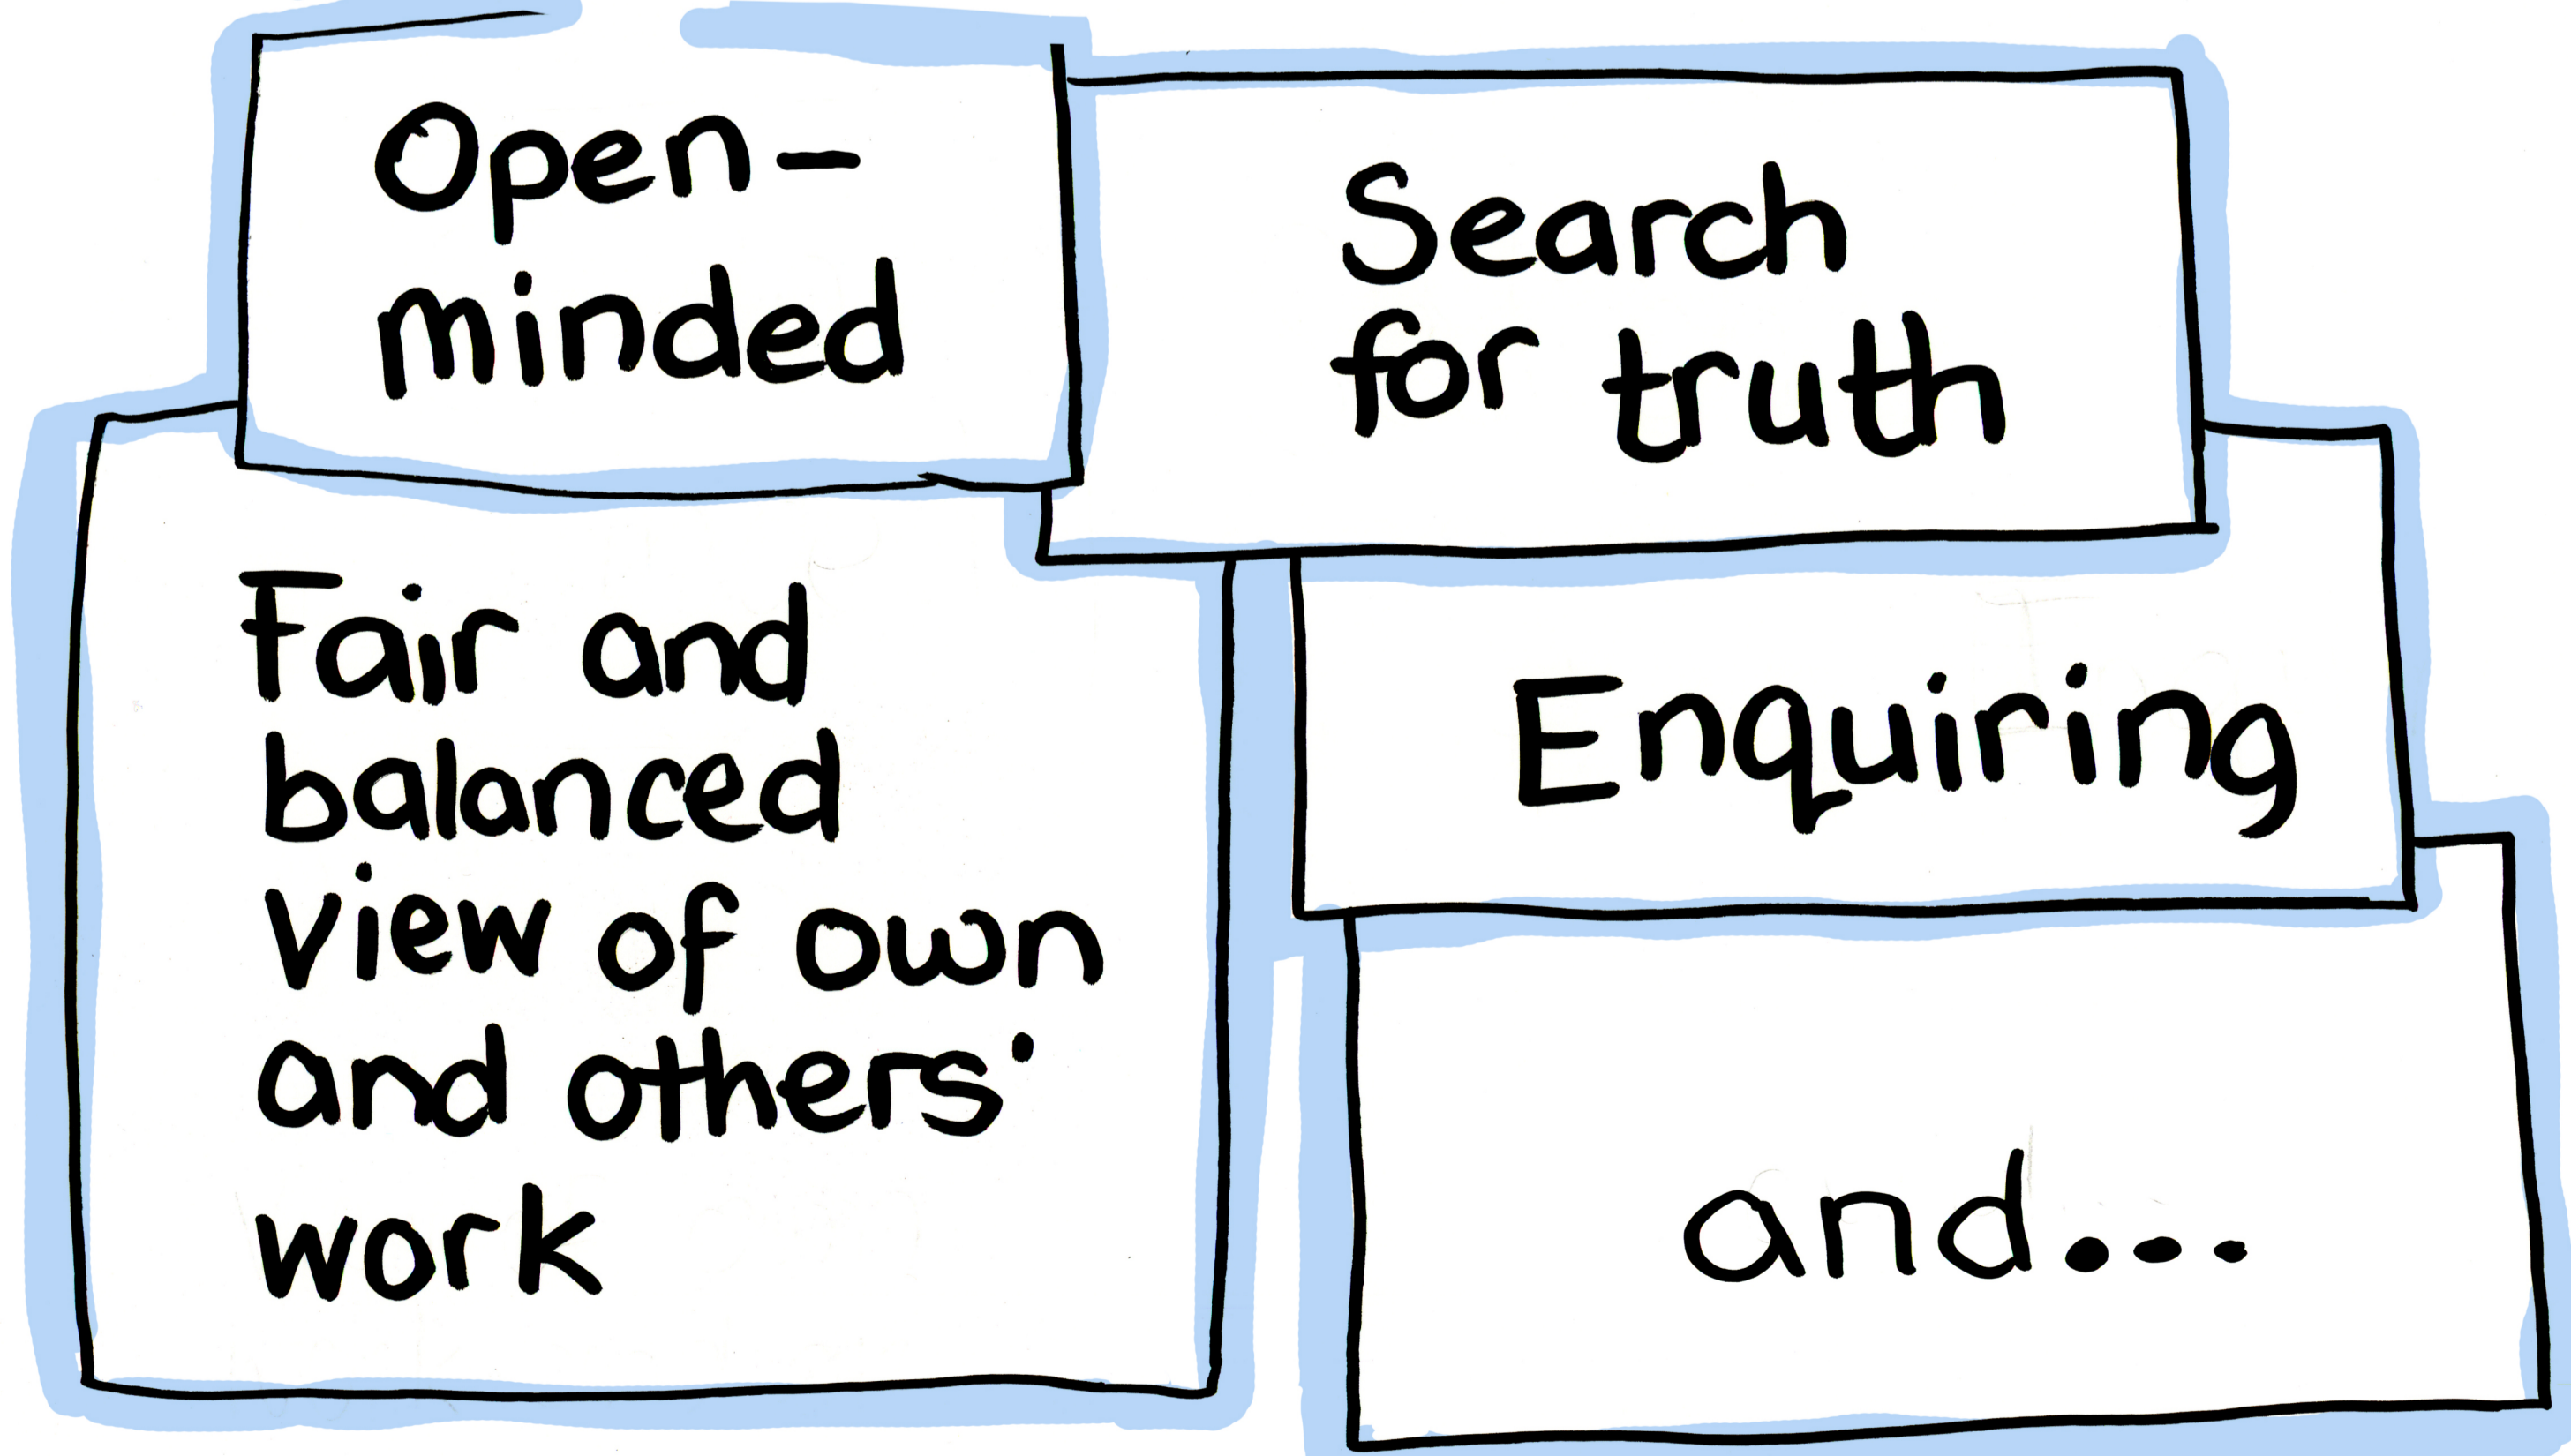 Open-
minded
Search
for truth
Fair and
balanced
view of own
and others'
work
Enquiring
and...